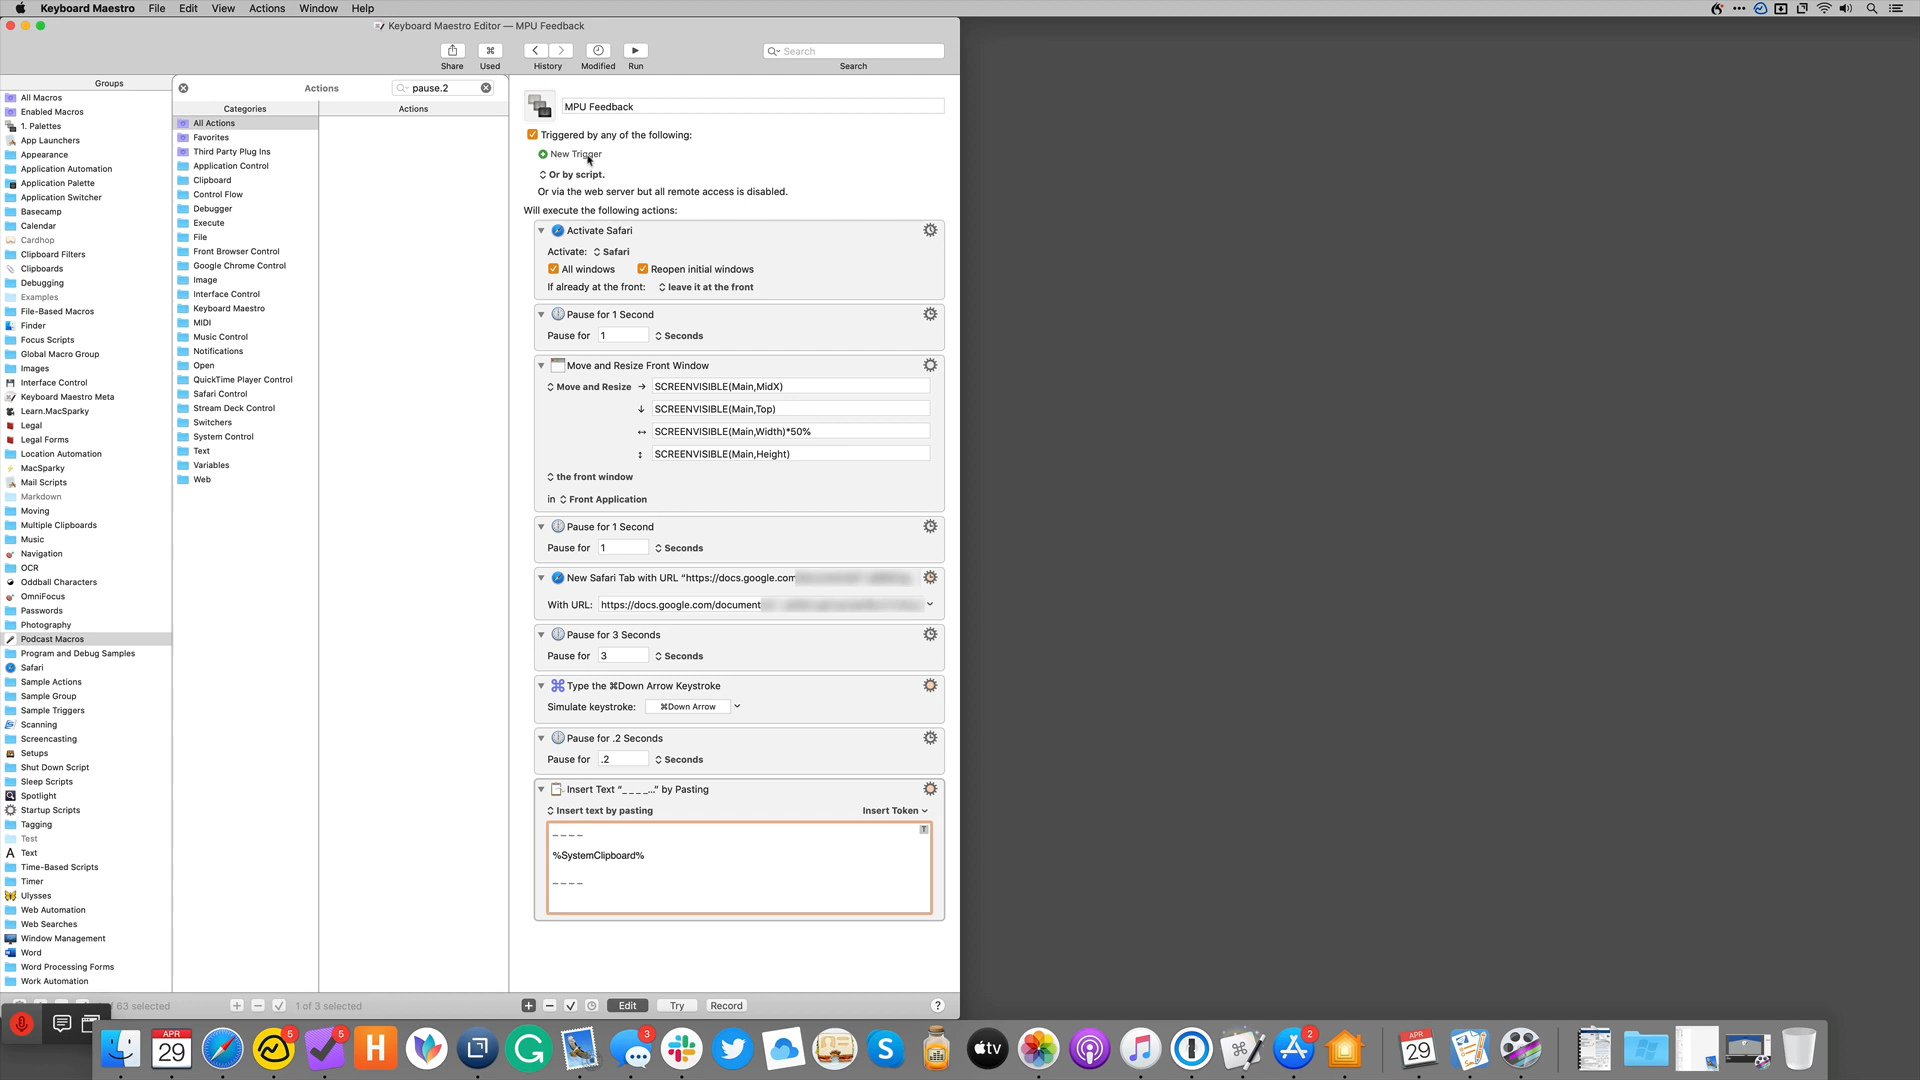 Keyboard Maestro File Edit View Actions Window Help
Keyboard Maestro Editor — MPU Feedback
Share Used History Modified Run
Search
Search
Groups
All Macros
Enabled Macros
1. Palettes
App Launchers
Appearance
Application Automation
Application Palette
Application Switcher
Basecamp
Calendar
Cardhop
Clipboard Filters
Clipboards
Debugging
Examples
File-Based Macros
Finder
Focus Scripts
Global Macro Group
Images
Interface Control
Keyboard Maestro Meta
Learn.MacSparky
Legal
Legal Forms
Location Automation
MacSparky
Mail Scripts
Markdown
Moving
Multiple Clipboards
Music
Navigation
OCR
Oddball Characters
OmniFocus
Passwords
Photography
Podcast Macros
Program and Debug Samples
Safari
Sample Actions
Sample Group
Sample Triggers
Scanning
Screencasting
Setups
Shut Down Script
Sleep Scripts
Spotlight
Startup Scripts
Tagging
Test
Text
Time-Based Scripts
Timer
Ulysses
Web Automation
Web Searches
Window Management
Word
Word Processing Forms
Work Automation
63 selected
Actions
pause.2
Categories
Actions
All Actions
Favorites
Third Party Plug Ins
Application Control
Clipboard
Control Flow
Debugger
Execute
File
Front Browser Control
Google Chrome Control
Image
Interface Control
Keyboard Maestro
MIDI
Music Control
Notifications
Open
QuickTime Player Control
Safari Control
Stream Deck Control
Switchers
System Control
Text
Variables
Web
1 of 3 selected
MPU Feedback
Triggered by any of the following:
New Trigger
Or by script.
Or via the web server but all remote access is disabled.
Will execute the following actions:
Activate Safari
Activate: Safari
All windows Reopen initial windows
If already at the front: leave it at the front
Pause for 1 Second
Pause for 1 Seconds
Move and Resize Front Window
Move and Resize → SCREENVISIBLE(Main,MidX)
↓ SCREENVISIBLE(Main,Top)
↔ SCREENVISIBLE(Main,Width)*50%
↕ SCREENVISIBLE(Main,Height)
the front window
in Front Application
Pause for 1 Second
Pause for 1 Seconds
New Safari Tab with URL “https://docs.google.com
With URL: https://docs.google.com/document
Pause for 3 Seconds
Pause for 3 Seconds
Type the ⌘Down Arrow Keystroke
Simulate keystroke: ⌘Down Arrow
Pause for .2 Seconds
Pause for .2 Seconds
Insert Text “_ _ _ _…” by Pasting
Insert text by pasting Insert Token
T
_ _ _ _
%SystemClipboard%
_ _ _ _
Edit Try Record ?
APR 29 5 5 H 3 S tv 2 APR 29